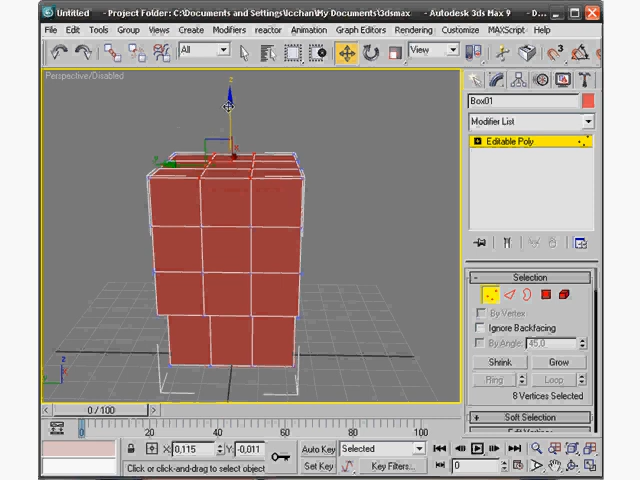 Untitled - Project Folder: C:\Documents and Settings\lcchan\My Documents\3dsmax - Autodesk 3ds Max 9 - D...
File Edit Tools Group Views Create Modifiers reactor Animation Graph Editors Rendering Customize MAXScript Help
All View
Perspective/Disabled
z
Box01
Modifier List
Editable Poly
Selection
By Vertex
Ignore Backfacing
By Angle: 45,0
Shrink Grow
Ring Loop
8 Vertices Selected
Soft Selection
z
0 / 100
0 20 40 60 80 100
X: 0,115 Y: -0,011 Auto Key Selected
Click or click-and-drag to select object Set Key Key Filters... 0